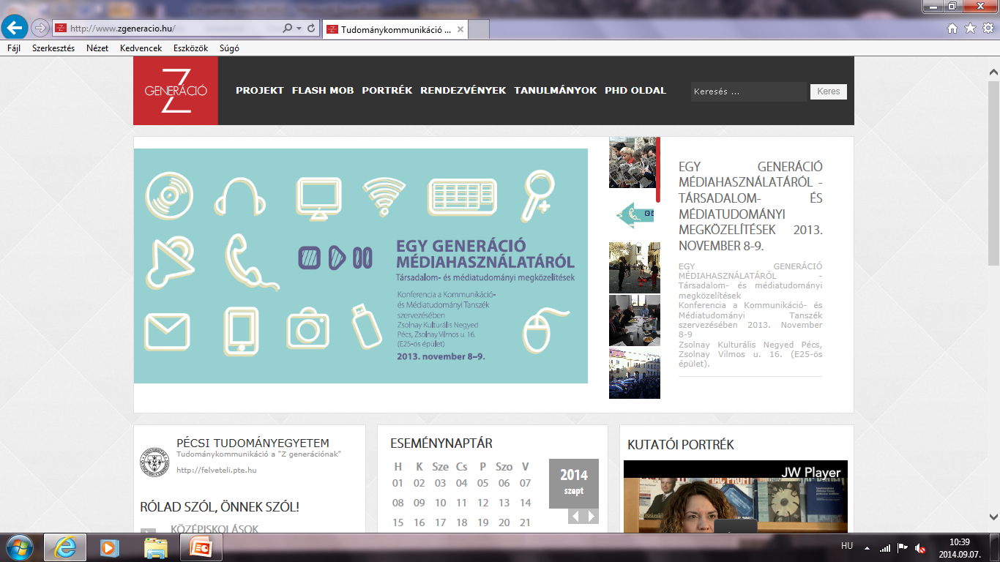 http://www.zgeneracio.hu/
Tudománykommunikáció ...
Fájl Szerkesztés Nézet Kedvencek Eszközök Súgó
Z
GENERÁCIÓ
PROJEKT FLASH MOB PORTRÉK RENDEZVÉNYEK TANULMÁNYOK PHD OLDAL
Keresés ...
Keres
EGY GENERÁCIÓ
MÉDIAHASZNÁLATÁRÓL
Társadalom- és médiatudományi megközelítések
Konferencia a Kommunikáció-
és Médiatudományi Tanszék
szervezésében
Zsolnay Kulturális Negyed
Pécs, Zsolnay Vilmos u. 16.
(E25-ös épület)
2013. november 8–9.
EGY GENERÁCIÓ
MÉDIAHASZNÁLATÁRÓL -
TÁRSADALOM- ÉS
MÉDIATUDOMÁNYI
MEGKÖZELÍTÉSEK 2013.
NOVEMBER 8-9.
EGY GENERÁCIÓ
MÉDIAHASZNÁLATÁRÓL -
Társadalom- és médiatudományi
megközelítések
Konferencia a Kommunikáció- és
Médiatudományi Tanszék
szervezésében 2013. November
8-9
Zsolnay Kulturális Negyed Pécs,
Zsolnay Vilmos u. 16. (E25-ös
épület).
PÉCSI TUDOMÁNYEGYETEM
Tudománykommunikáció a "Z generációnak"
http://felveteli.pte.hu
RÓLAD SZÓL, ÖNNEK SZÓL!
KÖZÉPISKOLÁSOK
ESEMÉNYNAPTÁR
H K Sze Cs P Szo V
01 02 03 04 05 06 07
08 09 10 11 12 13 14
15 16 17 18 19 20 21
2014
szept
KUTATÓI PORTRÉK
JW Player
HU
10:39
2014.09.07.